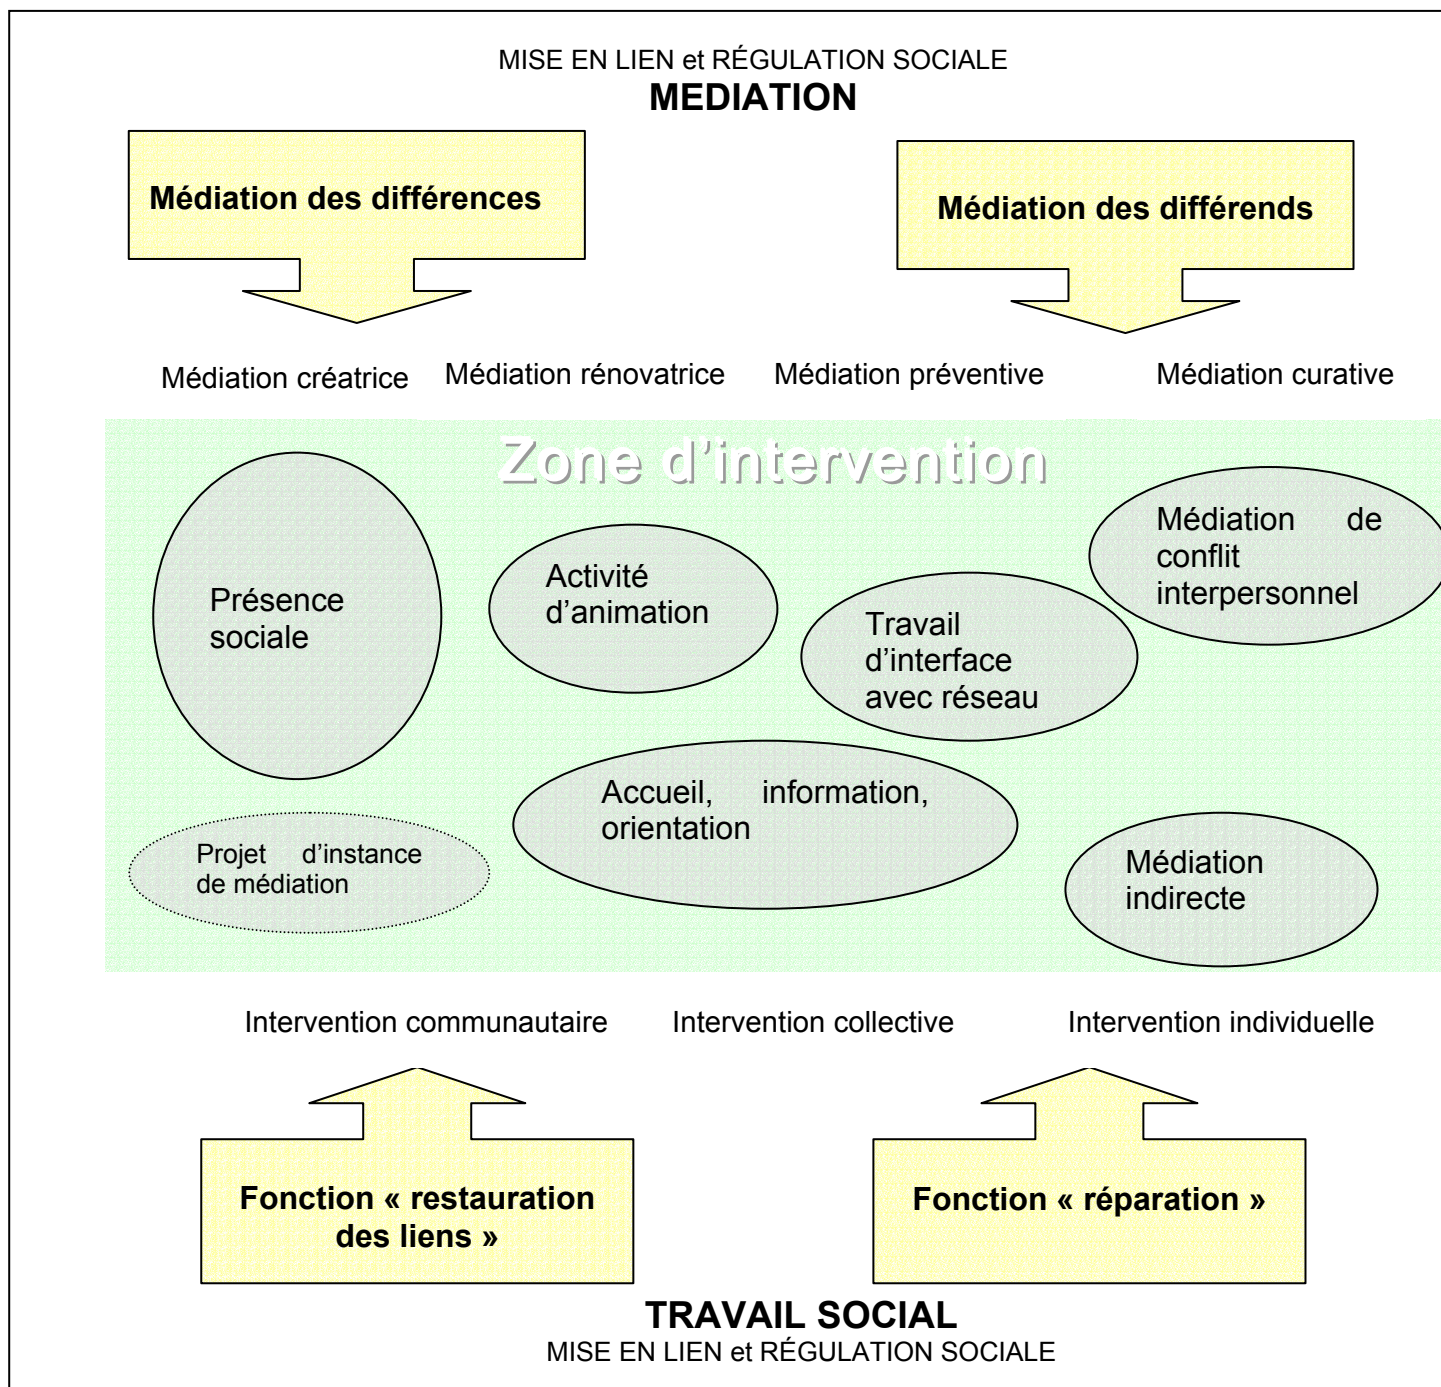 MISE EN LIEN et RÉGULATION SOCIALE
MEDIATION
Médiation des différences
Médiation des différends
Médiation créatrice
Médiation rénovatrice
Médiation préventive
Médiation curative
Zone d’intervention
Présence
sociale
Activité
d’animation
Travail
d’interface
avec réseau
Médiation de
conflit
interpersonnel
Projet d’instance
de médiation
Accueil, information,
orientation
Médiation
indirecte
Intervention communautaire
Intervention collective
Intervention individuelle
Fonction « restauration
des liens »
Fonction « réparation »
TRAVAIL SOCIAL
MISE EN LIEN et RÉGULATION SOCIALE